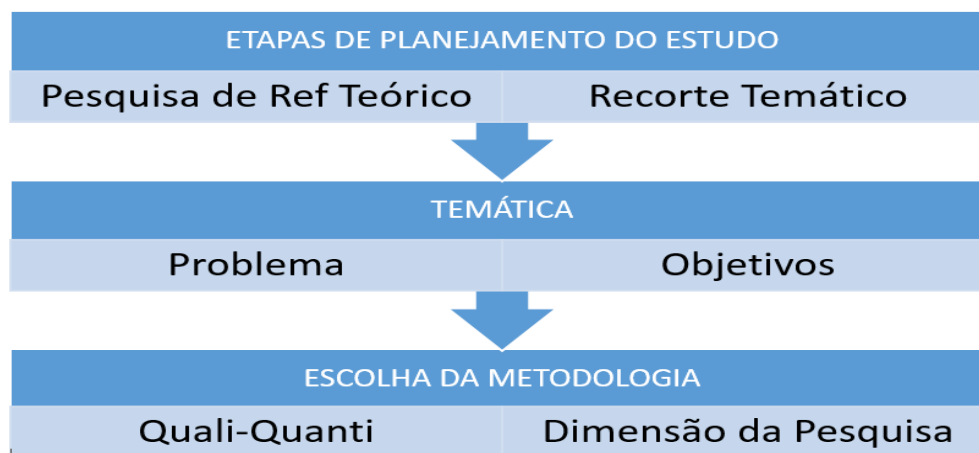 ETAPAS DE PLANEJAMENTO DO ESTUDO
Pesquisa de Ref Teórico
Recorte Temático
TEMÁTICA
Problema
Objetivos
ESCOLHA DA METODOLOGIA
Quali-Quanti
Dimensão da Pesquisa